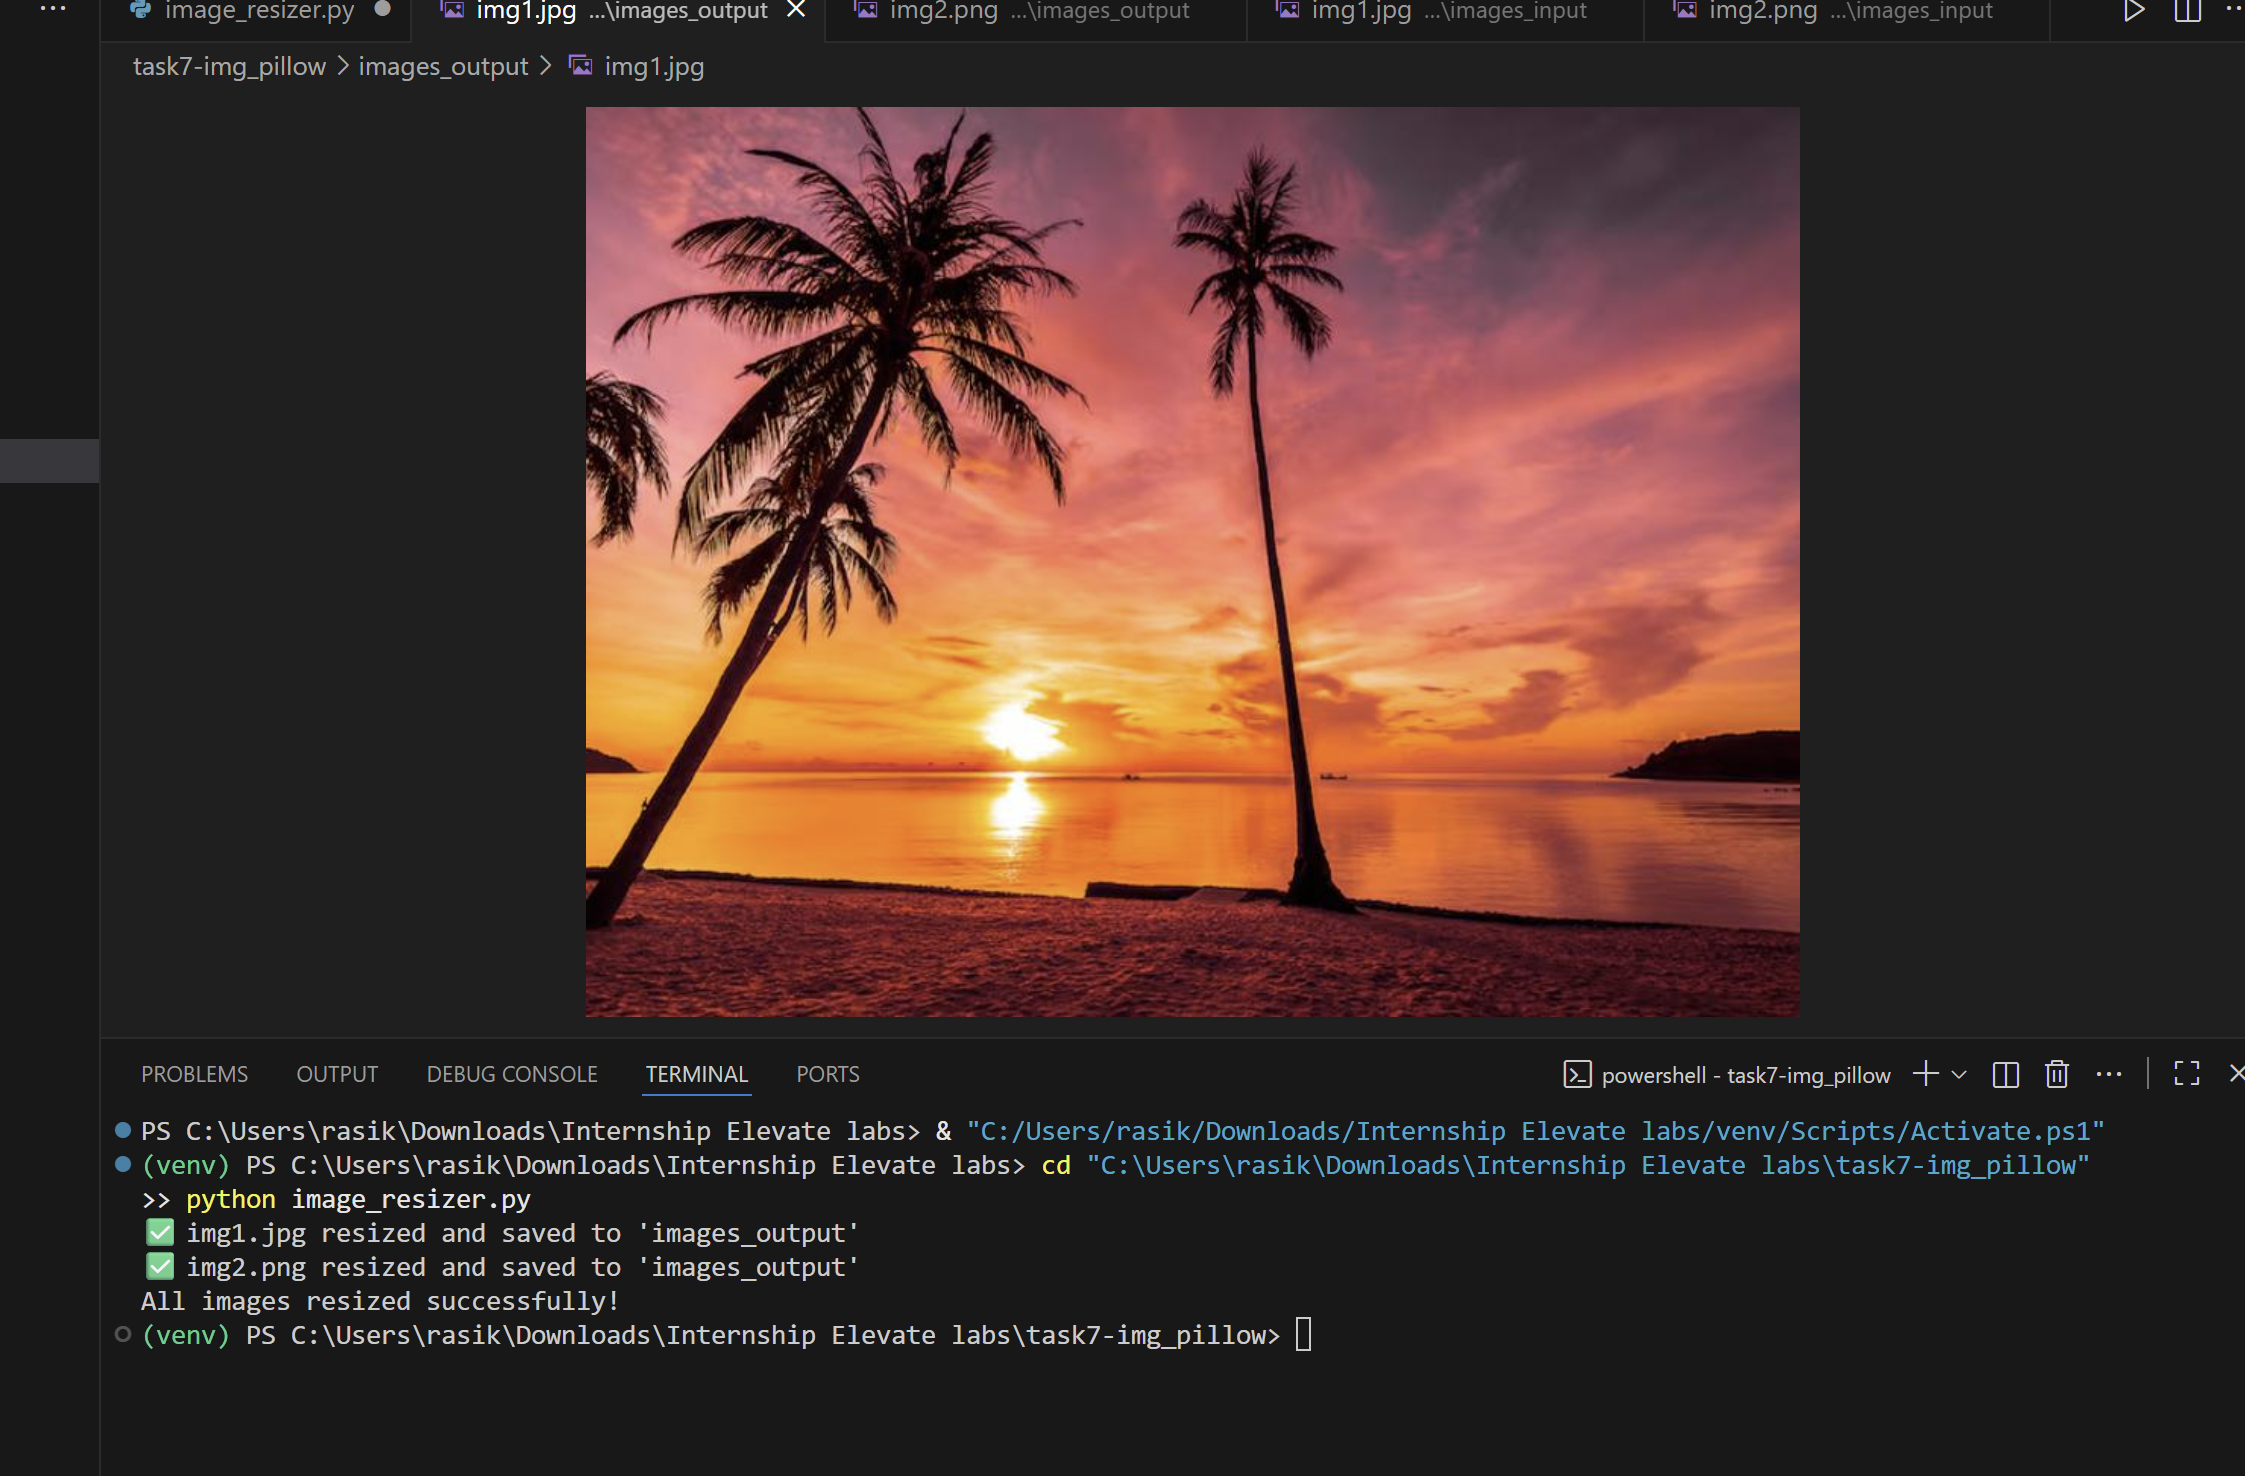 image_resizer.py
img1.jpg ...\images_output
img2.png ...\images_output
img1.jpg ...\images_input
img2.png ...\images_input
task7-img_pillow > images_output > img1.jpg
PROBLEMS OUTPUT DEBUG CONSOLE TERMINAL PORTS
powershell - task7-img_pillow
PS C:\Users\rasik\Downloads\Internship Elevate labs> & "C:/Users/rasik/Downloads/Internship Elevate labs/venv/Scripts/Activate.ps1"
(venv) PS C:\Users\rasik\Downloads\Internship Elevate labs> cd "C:\Users\rasik\Downloads\Internship Elevate labs\task7-img_pillow"
>> python image_resizer.py
✅ img1.jpg resized and saved to 'images_output'
✅ img2.png resized and saved to 'images_output'
All images resized successfully!
(venv) PS C:\Users\rasik\Downloads\Internship Elevate labs\task7-img_pillow>